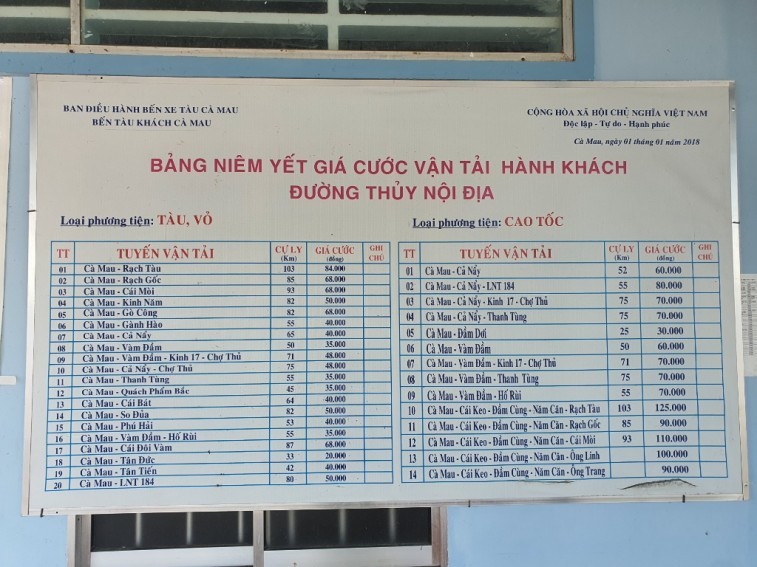 BAN ĐIỀU HÀNH BẾN XE TÀU CÀ MAU
BẾN TÀU KHÁCH CÀ MAU
CỘNG HÒA XÃ HỘI CHỦ NGHĨA VIỆT NAM
Độc lập - Tự do - Hạnh phúc
Cà Mau, ngày 01 tháng 01 năm 2018
BẢNG NIÊM YẾT GIÁ CƯỚC VẬN TẢI HÀNH KHÁCH
ĐƯỜNG THỦY NỘI ĐỊA
Loại phương tiện: TÀU, VỎ
TT TUYẾN VẬN TẢI CỰ LY (Km) GIÁ CƯỚC (đồng) GHI CHÚ
01 Cà Mau - Rạch Tàu 103 84.000
02 Cà Mau - Rạch Gốc 85 68.000
03 Cà Mau - Cái Mòi 93 68.000
04 Cà Mau - Kinh Năm 82 50.000
05 Cà Mau - Gò Công 82 68.000
06 Cà Mau - Gành Hào 55 40.000
07 Cà Mau - Cả Nẩy 65 40.000
08 Cà Mau - Vàm Đầm 50 35.000
09 Cà Mau - Vàm Đầm - Kinh 17 - Chợ Thủ 71 48.000
10 Cà Mau - Cả Nẩy - Chợ Thủ 75 48.000
11 Cà Mau - Thanh Tùng 55 35.000
12 Cà Mau - Quách Phẩm Bắc 45 35.000
13 Cà Mau - Cái Bát 64 40.000
14 Cà Mau - So Đủa 82 50.000
15 Cà Mau - Phú Hải 53 40.000
16 Cà Mau - Vàm Đầm - Hố Rùi 55 35.000
17 Cà Mau - Cái Đôi Vàm 87 68.000
18 Cà Mau - Tân Đức 33 20.000
19 Cà Mau - Tân Tiến 42 40.000
20 Cà Mau - LNT 184 80 50.000
Loại phương tiện: CAO TỐC
TT TUYẾN VẬN TẢI CỰ LY (Km) GIÁ CƯỚC (đồng) GHI CHÚ
01 Cà Mau - Cả Nẩy 52 60.000
02 Cà Mau - Cả Nẩy - LNT 184 55 80.000
03 Cà Mau - Cả Nẩy - Kinh 17 - Chợ Thủ 75 70.000
04 Cà Mau - Cả Nẩy - Thanh Tùng 75 70.000
05 Cà Mau - Đầm Dơi 25 30.000
06 Cà Mau - Vàm Đầm 50 60.000
07 Cà Mau - Vàm Đầm - Kinh 17 - Chợ Thủ 71 70.000
08 Cà Mau - Vàm Đầm - Thanh Tùng 75 70.000
09 Cà Mau - Vàm Đầm - Hố Rùi 55 70.000
10 Cà Mau - Cái Keo - Đầm Cùng - Năm Căn - Rạch Tàu 103 125.000
11 Cà Mau - Cái Keo - Đầm Cùng - Năm Căn - Rạch Gốc 85 90.000
12 Cà Mau - Cái Keo - Đầm Cùng - Năm Căn - Cái Mòi 93 110.000
13 Cà Mau - Cái Keo - Đầm Cùng - Năm Căn - Ông Linh 100.000
14 Cà Mau - Cái Keo - Đầm Cùng - Năm Căn - Ông Trang 90.000